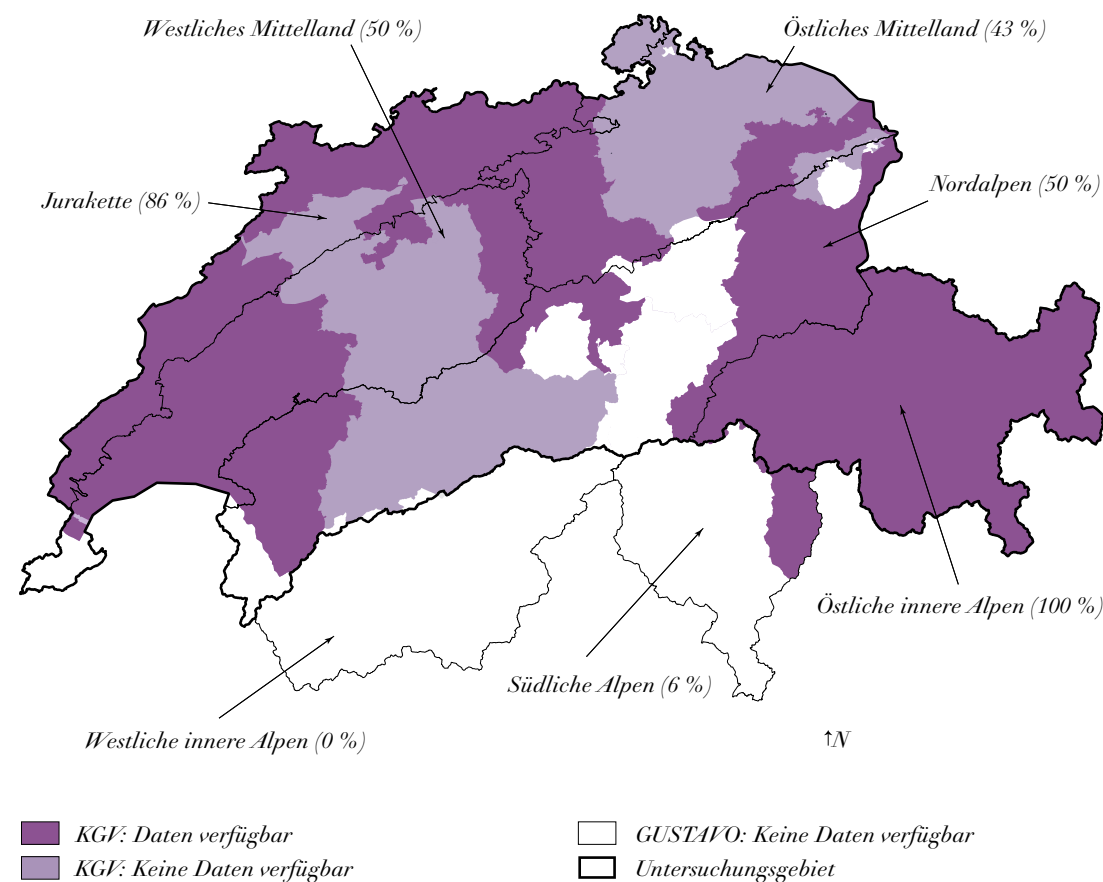 Westliches Mittelland (50 %)
Östliches Mittelland (43 %)
Jurakette (86 %)
Nordalpen (50 %)
Östliche innere Alpen (100 %)
Südliche Alpen (6 %)
Westliche innere Alpen (0 %)
↑N
KGV: Daten verfügbar
KGV: Keine Daten verfügbar
GUSTAVO: Keine Daten verfügbar
Untersuchungsgebiet